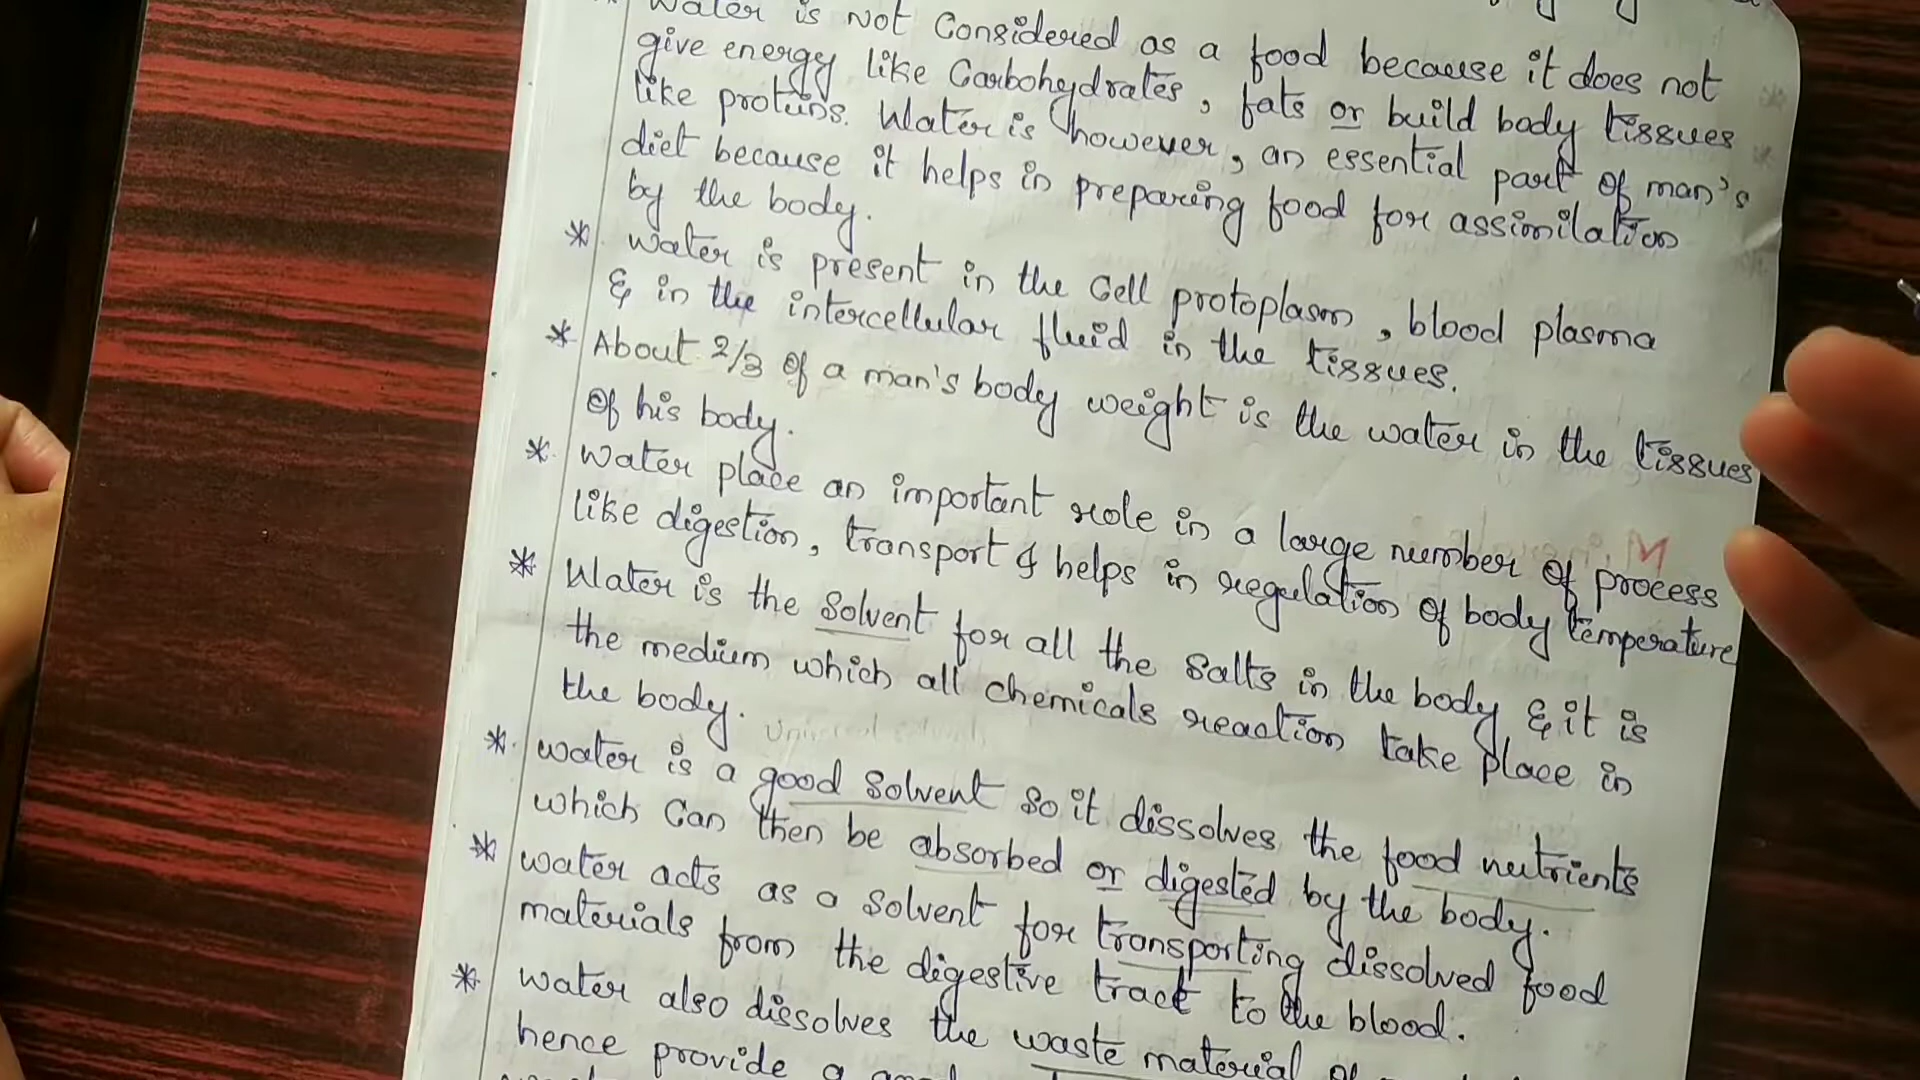 Water is not Considered as a food because it does not
give energy like Carbohydrates, fats or build body tissues
like proteins. Water is however, an essential part of man's
diet because it helps in preparing food for assimilation
by the body.
* Water is present in the Cell protoplasm, blood plasma
& in the intercellular fluid in the tissues.
* About 2/3 of a man's body weight is the water in the tissues
of his body.
* Water place an important role in a large number of process
like digestion, transport & helps in regulation of body temperature
* Water is the Solvent for all the Salts in the body & it is
the medium which all chemicals reaction take place in
the body.
* water is a good Solvent So it dissolves the food nutrients
which Can then be absorbed or digested by the body.
* water acts as a Solvent for transporting dissolved food
materials from the digestive tract to the blood.
* water also dissolves the waste material
hence provide a